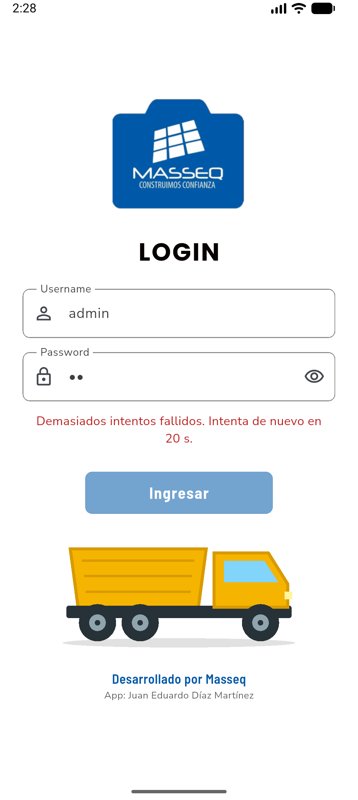 2:28
MASSEQ
CONSTRUIMOS CONFIANZA
LOGIN
Username
admin
Password
Demasiados intentos fallidos. Intenta de nuevo en
20 s.
Ingresar
Desarrollado por Masseq
App: Juan Eduardo Díaz Martínez